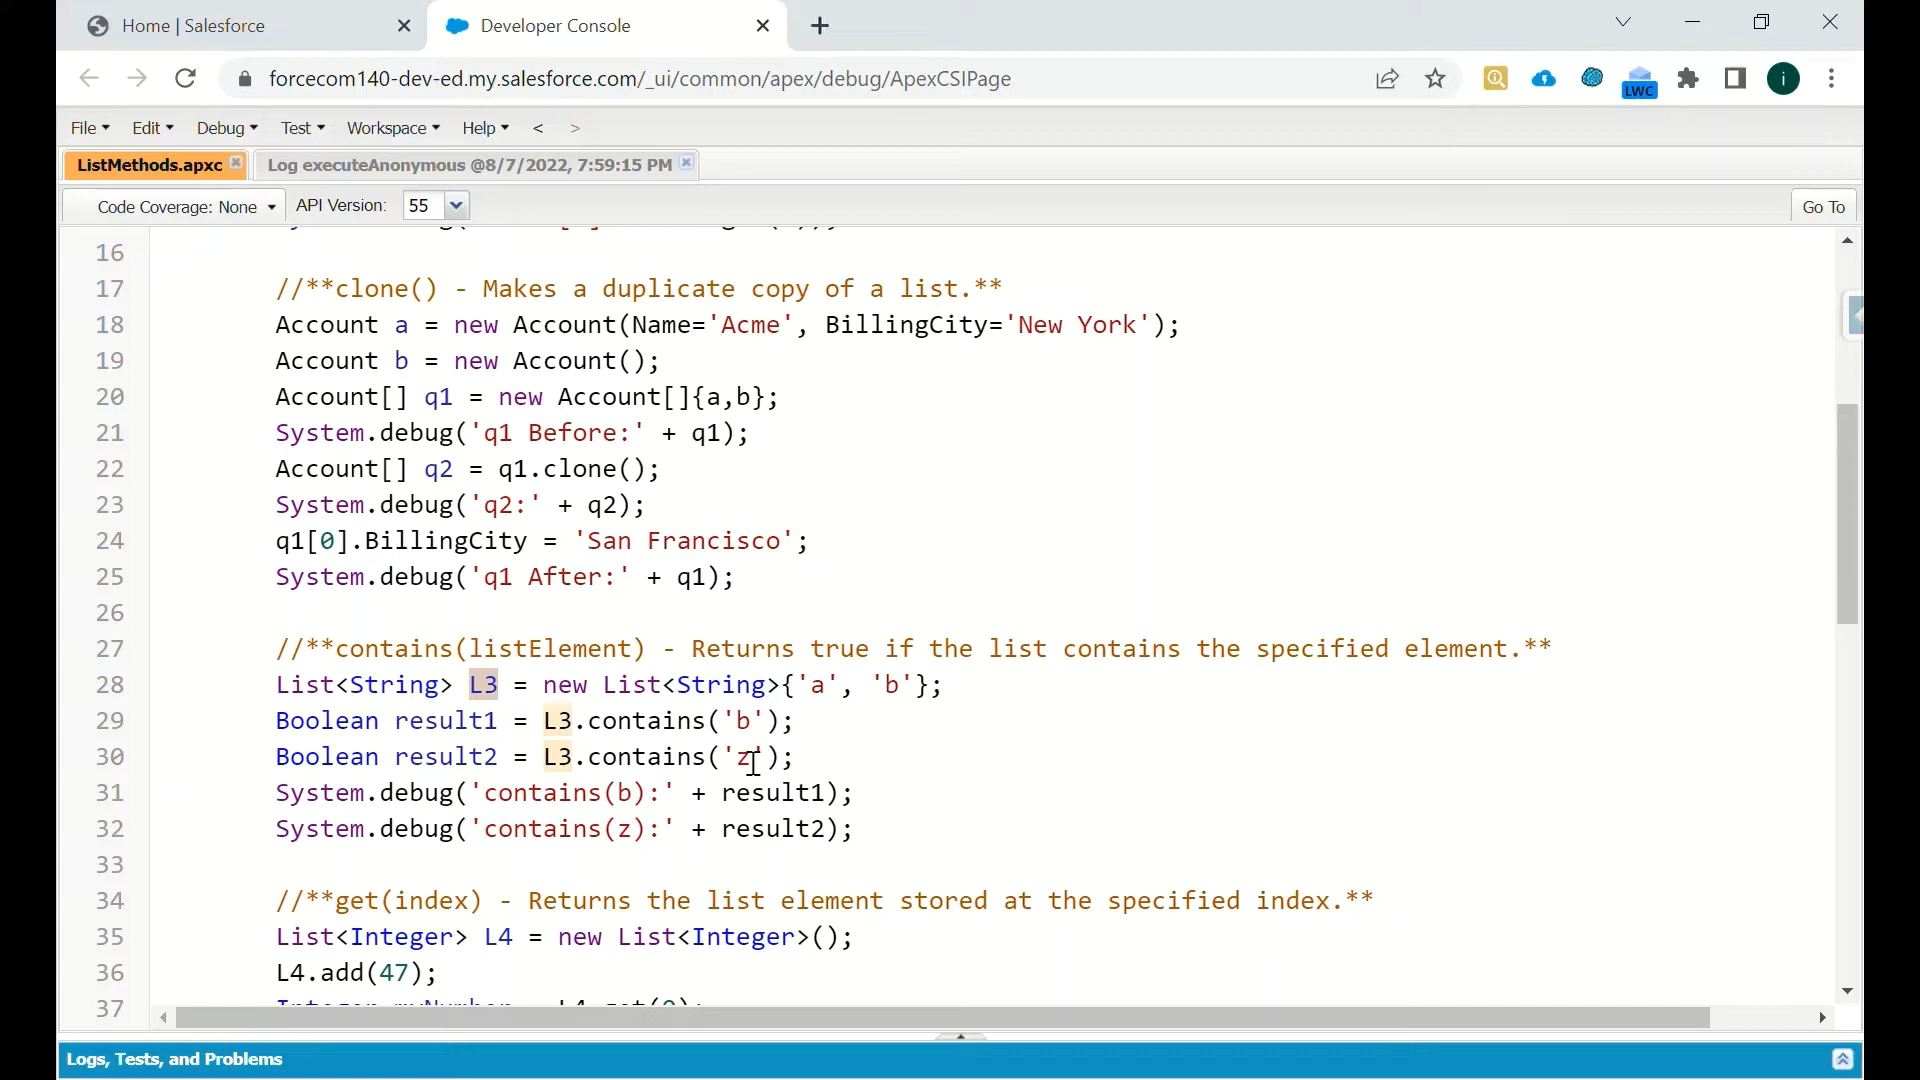 Home | Salesforce
Developer Console
forcecom140-dev-ed.my.salesforce.com/_ui/common/apex/debug/ApexCSIPage
LWC
i
File Edit Debug Test Workspace Help < >
ListMethods.apxc
Log executeAnonymous @8/7/2022, 7:59:15 PM
Code Coverage: None API Version: 55 Go To
16
17 //**clone() - Makes a duplicate copy of a list.**
18 Account a = new Account(Name='Acme', BillingCity='New York');
19 Account b = new Account();
20 Account[] q1 = new Account[]{a,b};
21 System.debug('q1 Before:' + q1);
22 Account[] q2 = q1.clone();
23 System.debug('q2:' + q2);
24 q1[0].BillingCity = 'San Francisco';
25 System.debug('q1 After:' + q1);
26
27 //**contains(listElement) - Returns true if the list contains the specified element.**
28 List<String> L3 = new List<String>{'a', 'b'};
29 Boolean result1 = L3.contains('b');
30 Boolean result2 = L3.contains('z');
31 System.debug('contains(b):' + result1);
32 System.debug('contains(z):' + result2);
33
34 //**get(index) - Returns the list element stored at the specified index.**
35 List<Integer> L4 = new List<Integer>();
36 L4.add(47);
37
Logs, Tests, and Problems